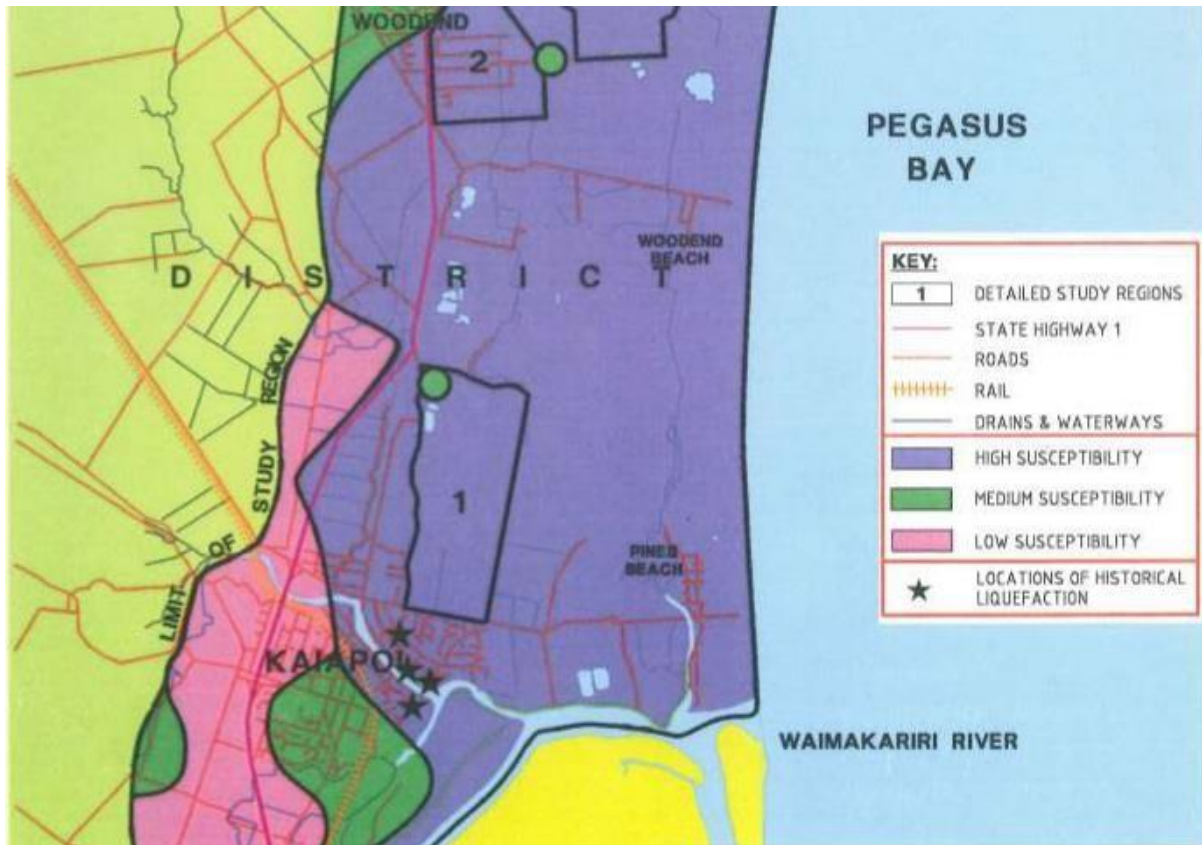 WOODEND
2
PEGASUS
BAY
WOODEND
BEACH
DISTRICT
LIMIT OF STUDY REGION
1
PINES
BEACH
KAIAPOI
WAIMAKARIRI RIVER
KEY:
1 DETAILED STUDY REGIONS
STATE HIGHWAY 1
ROADS
RAIL
DRAINS & WATERWAYS
HIGH SUSCEPTIBILITY
MEDIUM SUSCEPTIBILITY
LOW SUSCEPTIBILITY
LOCATIONS OF HISTORICAL
LIQUEFACTION